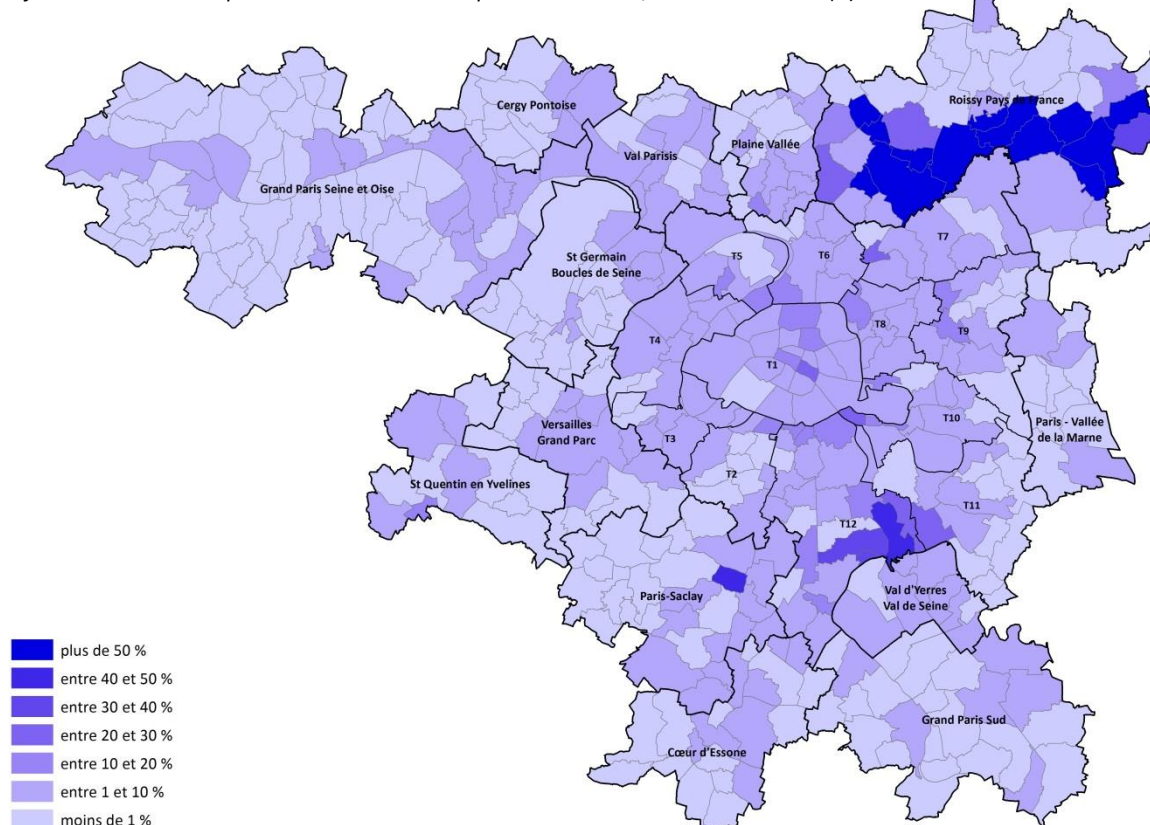 Cergy Pontoise
Roissy Pays de France
Plaine Vallée
Val Parisis
Grand Paris Seine et Oise
T7
St Germain
Boucles de Seine
T5
T6
T8
T9
T4
T1
T10
Versailles
Grand Parc
T3
Paris - Vallée
de la Marne
T2
St Quentin en Yvelines
T11
T12
Val d'Yerres
Val de Seine
Paris-Saclay
Grand Paris Sud
Cœur d'Essone
plus de 50 %
entre 40 et 50 %
entre 30 et 40 %
entre 20 et 30 %
entre 10 et 20 %
entre 1 et 10 %
moins de 1 %